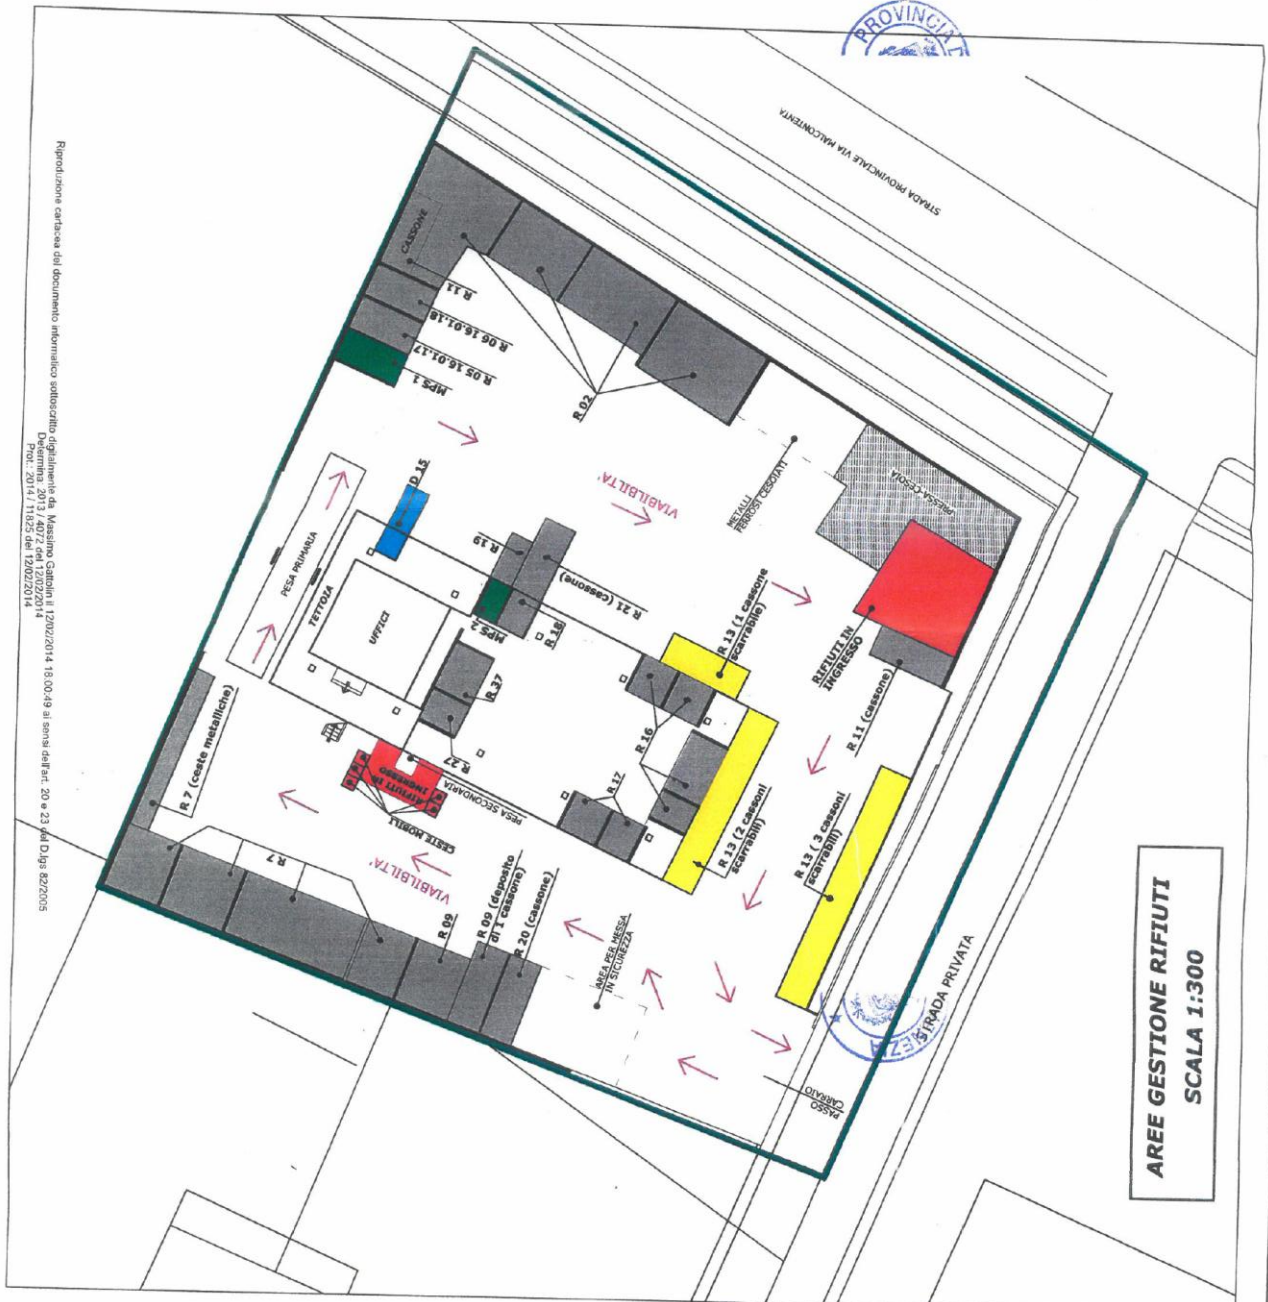 PROVINCIA
STRADA PROVINCIALE VIA MALCONTENTA
CASSONE
R 11
R 06 16.01.18
R 05 16.01.17
MPS 1
R 02
VIABILBILTA'
METALLI
FERROSI CESOIATI
PRESSA-CESOIA
RIFIUTI IN
INGRESSO
R 11 (cassone)
D 15
PESA PRIMARIA
TETTOIA
UFFICI
R 19
R 21 (cassone)
MPS 2
R 18
R 13 (1 cassone
scarrabile)
R 37
R 27
R 16
R 17
RIFIUTI IN
INGRESSO
PESA SECONDARIA
CESTE MOBILI
R 7 (ceste metalliche)
R 7
VIABILBILTA'
R 09
R 09 (deposito
di 1 cassone)
R 20 (cassone)
AREA PER MESSA
IN SICUREZZA
R 13 (2 cassoni
scarrabili)
R 13 ( 3 cassoni
scarrabili)
STRADA PRIVATA
PASSO
CARRAIO
AREE GESTIONE RIFIUTI
SCALA 1:300
Riproduzione cartacea del documento informatico sottoscritto digitalmente da Massimo Gattolin il 12/02/2014 18:00:49 ai sensi dell'art. 20 e 23 del D.lgs 82/2005
Determina: 2013 / 4072 del 12/02/2014
Prot.: 2014 / 11825 del 12/02/2014